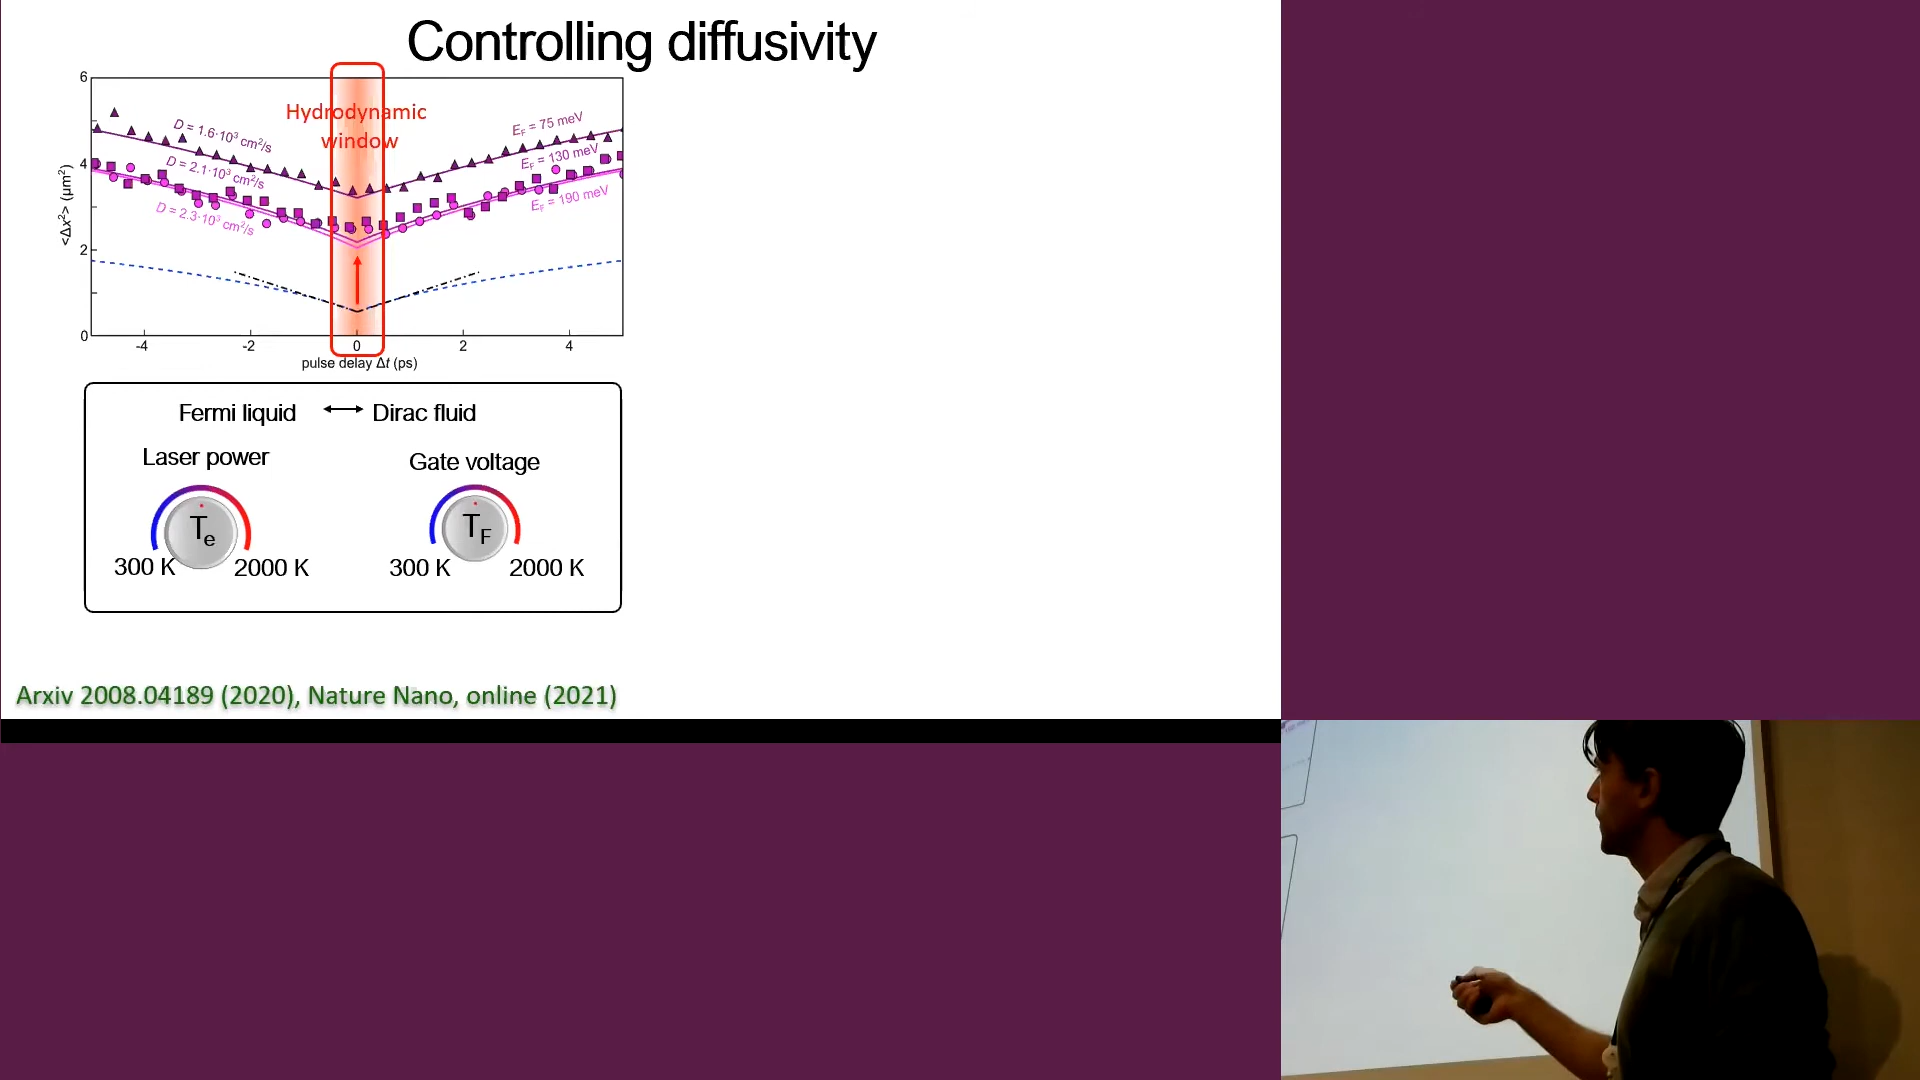 Controlling diffusivity
6
4
2
0
<Δx²> (μm²)
D = 1.6·10³ cm²/s
D = 2.1·10³ cm²/s
D = 2.3·10³ cm²/s
Hydrodynamic
window
E_F = 75 meV
E_F = 130 meV
E_F = 190 meV
-4 -2 0 2 4
pulse delay Δt (ps)
Fermi liquid ↔ Dirac fluid
Laser power
Gate voltage
T_e
T_F
300 K 2000 K
300 K 2000 K
Arxiv 2008.04189 (2020), Nature Nano, online (2021)